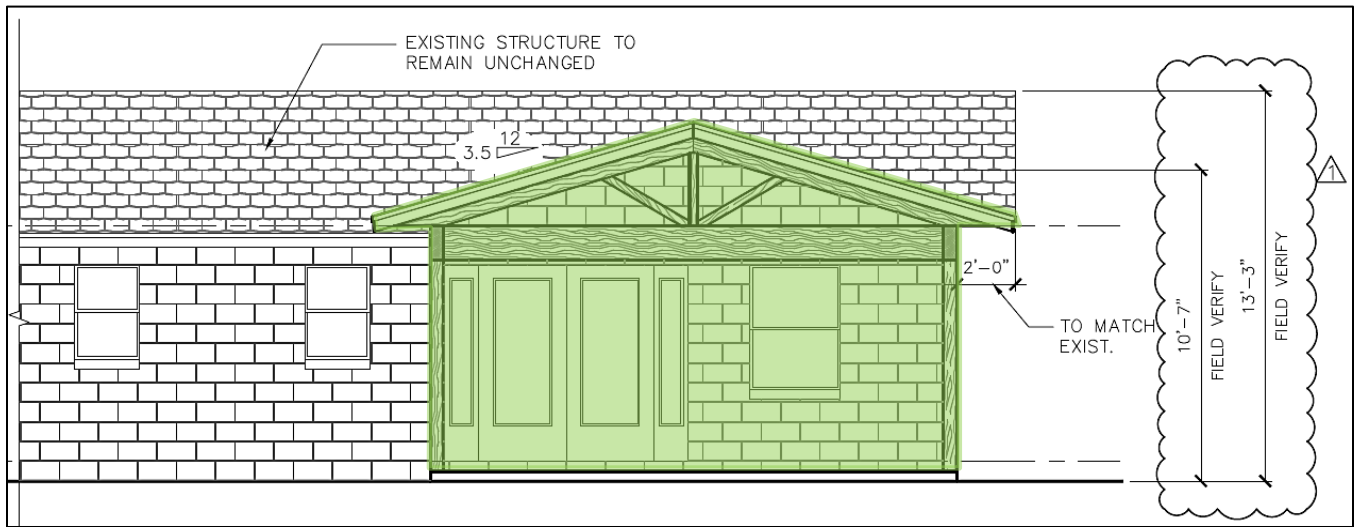 EXISTING STRUCTURE TO
REMAIN UNCHANGED
12
3.5
2'-0"
TO MATCH
EXIST.
10'-7"
FIELD VERIFY
13'-3"
FIELD VERIFY
1